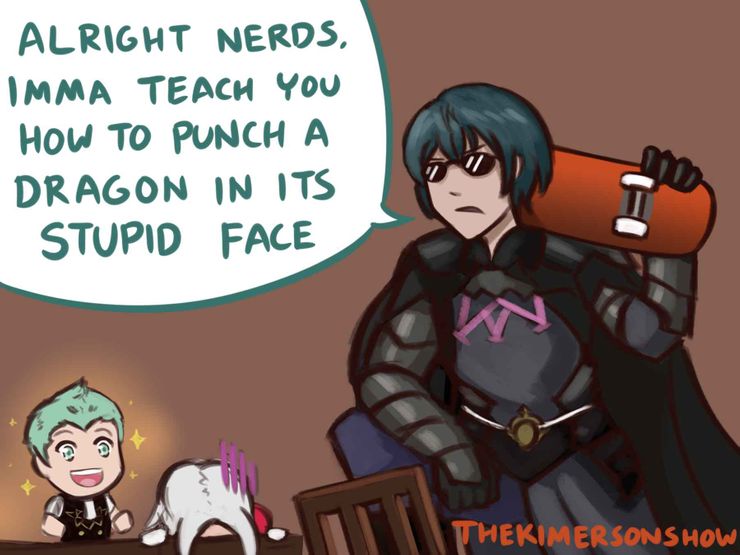 ALRIGHT NERDS.
IMMA TEACH YOU
HOW TO PUNCH A
DRAGON IN ITS
STUPID FACE
THEKIMERSONSHOW